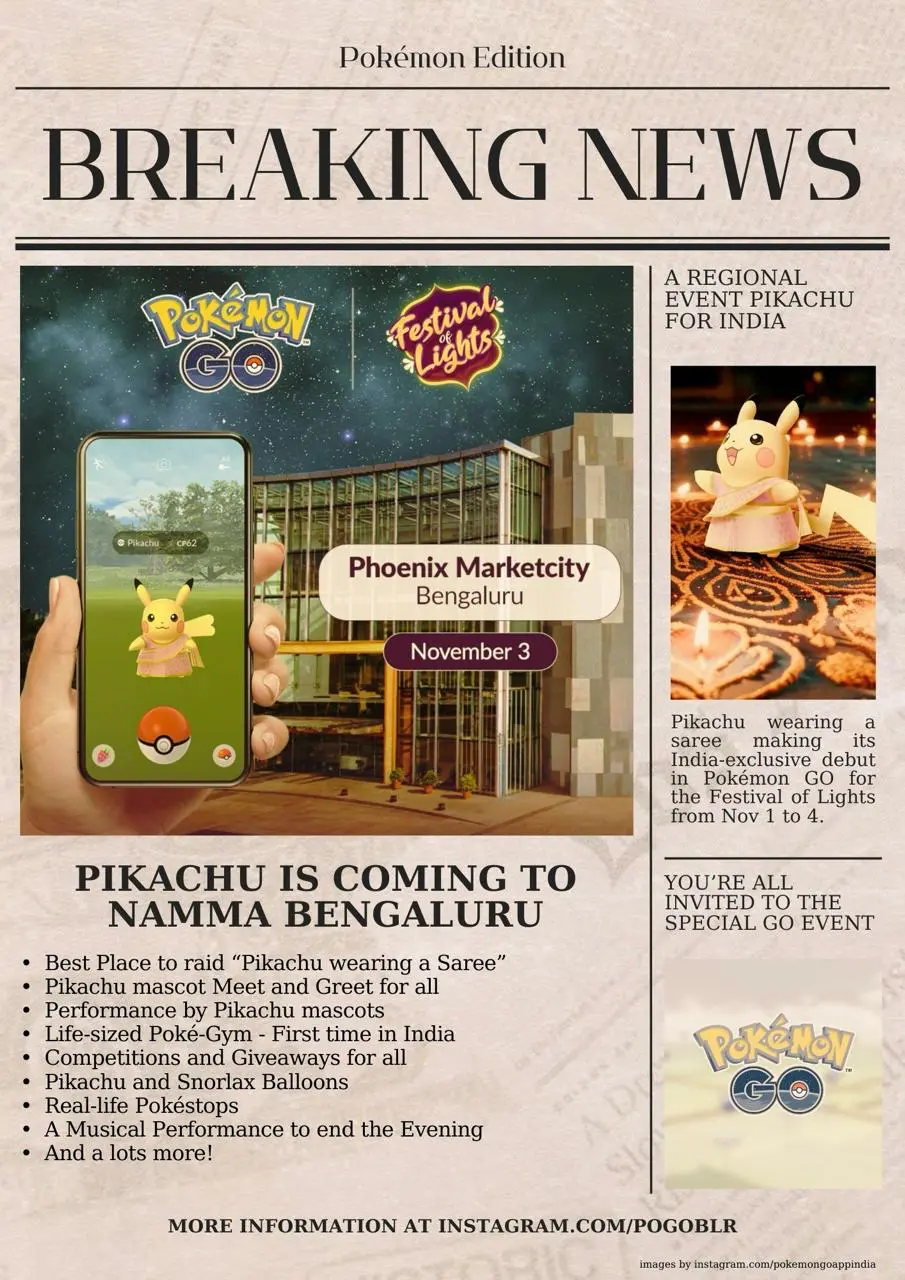 Pokémon Edition
BREAKING NEWS
Pokémon
GO
Festival
of
Lights
Pikachu CP62
Phoenix Marketcity
Bengaluru
November 3
PIKACHU IS COMING TO
NAMMA BENGALURU
• Best Place to raid “Pikachu wearing a Saree”
• Pikachu mascot Meet and Greet for all
• Performance by Pikachu mascots
• Life-sized Poké-Gym - First time in India
• Competitions and Giveaways for all
• Pikachu and Snorlax Balloons
• Real-life Pokéstops
• A Musical Performance to end the Evening
• And a lots more!
A REGIONAL
EVENT PIKACHU
FOR INDIA
Pikachu wearing a
saree making its
India-exclusive debut
in Pokémon GO for
the Festival of Lights
from Nov 1 to 4.
YOU’RE ALL
INVITED TO THE
SPECIAL GO EVENT
Pokémon
GO
MORE INFORMATION AT INSTAGRAM.COM/POGOBLR
images by instagram.com/pokemongoappindia